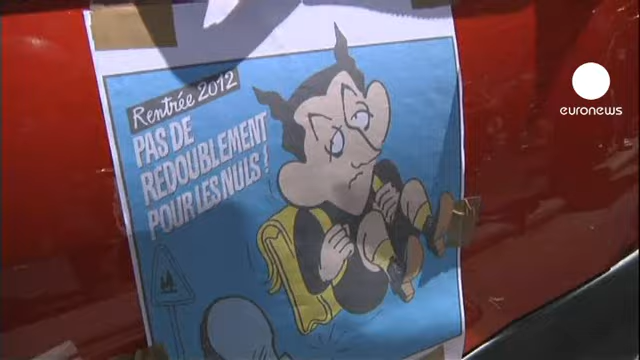 Rentrée 2012
PAS DE
REDOUBLEMENT
POUR LES NULS !
euronews